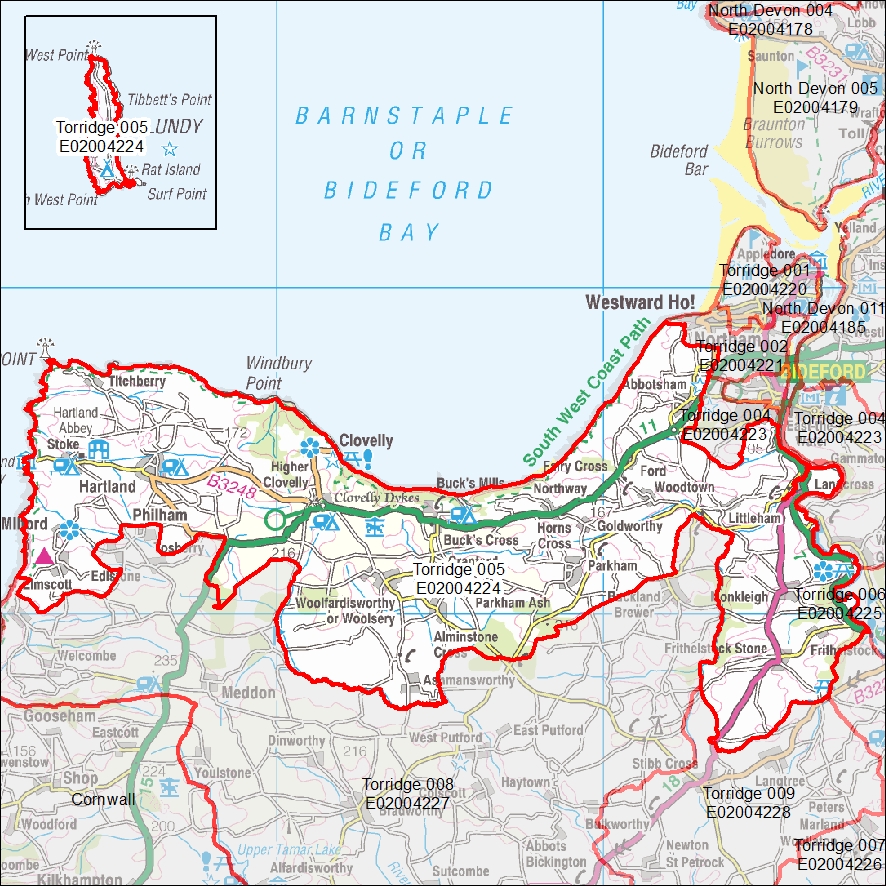 West Point
Tibbett's Point
Torridge 005
E02004224
LUNDY
Rat Island
Surf Point
h West Point
BARNSTAPLE
OR
BIDEFORD
BAY
Bay
North Devon 004
E02004178
Lobb
Saunton
B3231
North Devon 005
E02004179
Braunton
Burrows
Toll
Bideford
Bar
RIVE
Yelland
Appledore
Torridge 001
E02004220
Westward Ho!
North Devon 011
E02004185
Northam
Torridge 002
E02004221
BIDEFORD
South West Coast Path
Abbotsham
11
Torridge 004
E02004223
Torridge 004
E02004223
POINT
Titchberry
Windbury
Point
Hartland
Abbey
172
Stoke
Clovelly
Higher
Clovelly
Hartland
B3248
Clovelly Dykes
Buck's Mills
Fairy Cross
Northway
Ford
Woodtown
Gammato
Littleham
Philham
Milford
Buck's Cross
Horns
Cross
167
Goldworthy
216
Elmscott
Edistone
Cranford
Torridge 005
E02004224
Parkham
Woolfardisworthy
or Woolsery
Parkham Ash
Buckland
Brewer
Monkleigh
Torridge 006
E02004225
Alminstone
Cross
Frithelstock Stone
Welcombe
235
Meddon
Ashmansworthy
B32
Gooseham
Eastcott
156
Dinworthy
216
West Putford
East Putford
Stibb Cross
Shop
15
Youlstone
Torridge 008
E02004227
Haytown
18
Langtree
Torridge 009
E02004228
Cornwall
Bradworthy
Colscott
Peters
Marland
Woodford
Bulkworthy
Newton
St Petrock
Torridge 007
E02004226
Upper Tamar Lake
Abbots
Bickington
Alfardisworthy
Sutcombe
Kilkhampton